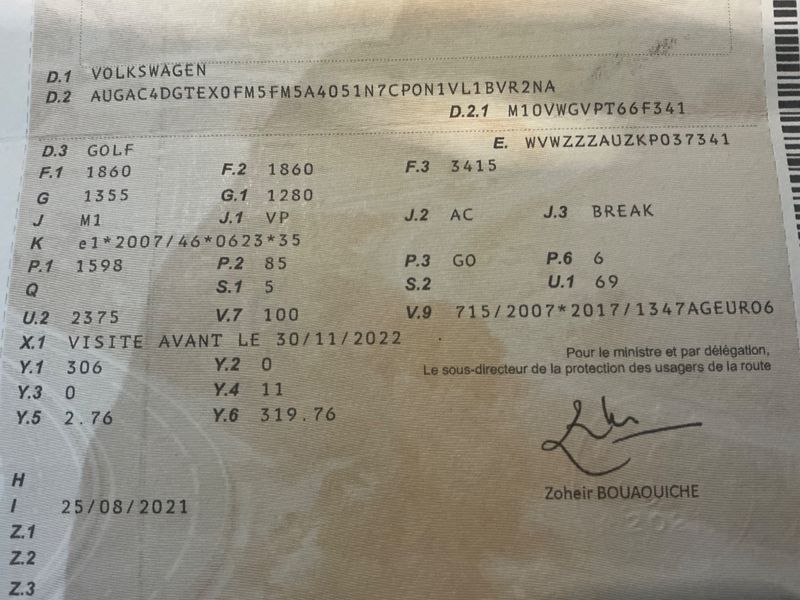 D.1 VOLKSWAGEN
D.2 AUGAC4DGTEX0FM5FM5A4051N7CPON1VL1BVR2NA
D.2.1 M10VWGVPT66F341
D.3 GOLF E. WVWZZZAUZKP037341
F.1 1860 F.2 1860 F.3 3415
G 1355 G.1 1280
J M1 J.1 VP J.2 AC J.3 BREAK
K e1*2007/46*0623*35
P.1 1598 P.2 85 P.3 GO P.6 6
Q S.1 5 S.2 U.1 69
U.2 2375 V.7 100 V.9 715/2007*2017/1347AGEURO6
X.1 VISITE AVANT LE 30/11/2022
Y.1 306 Y.2 0
Pour le ministre et par délégation,
Le sous-directeur de la protection des usagers de la route
Y.3 0 Y.4 11
Y.5 2.76 Y.6 319.76
H
Zoheir BOUAOUICHE
I 25/08/2021
Z.1
Z.2
Z.3